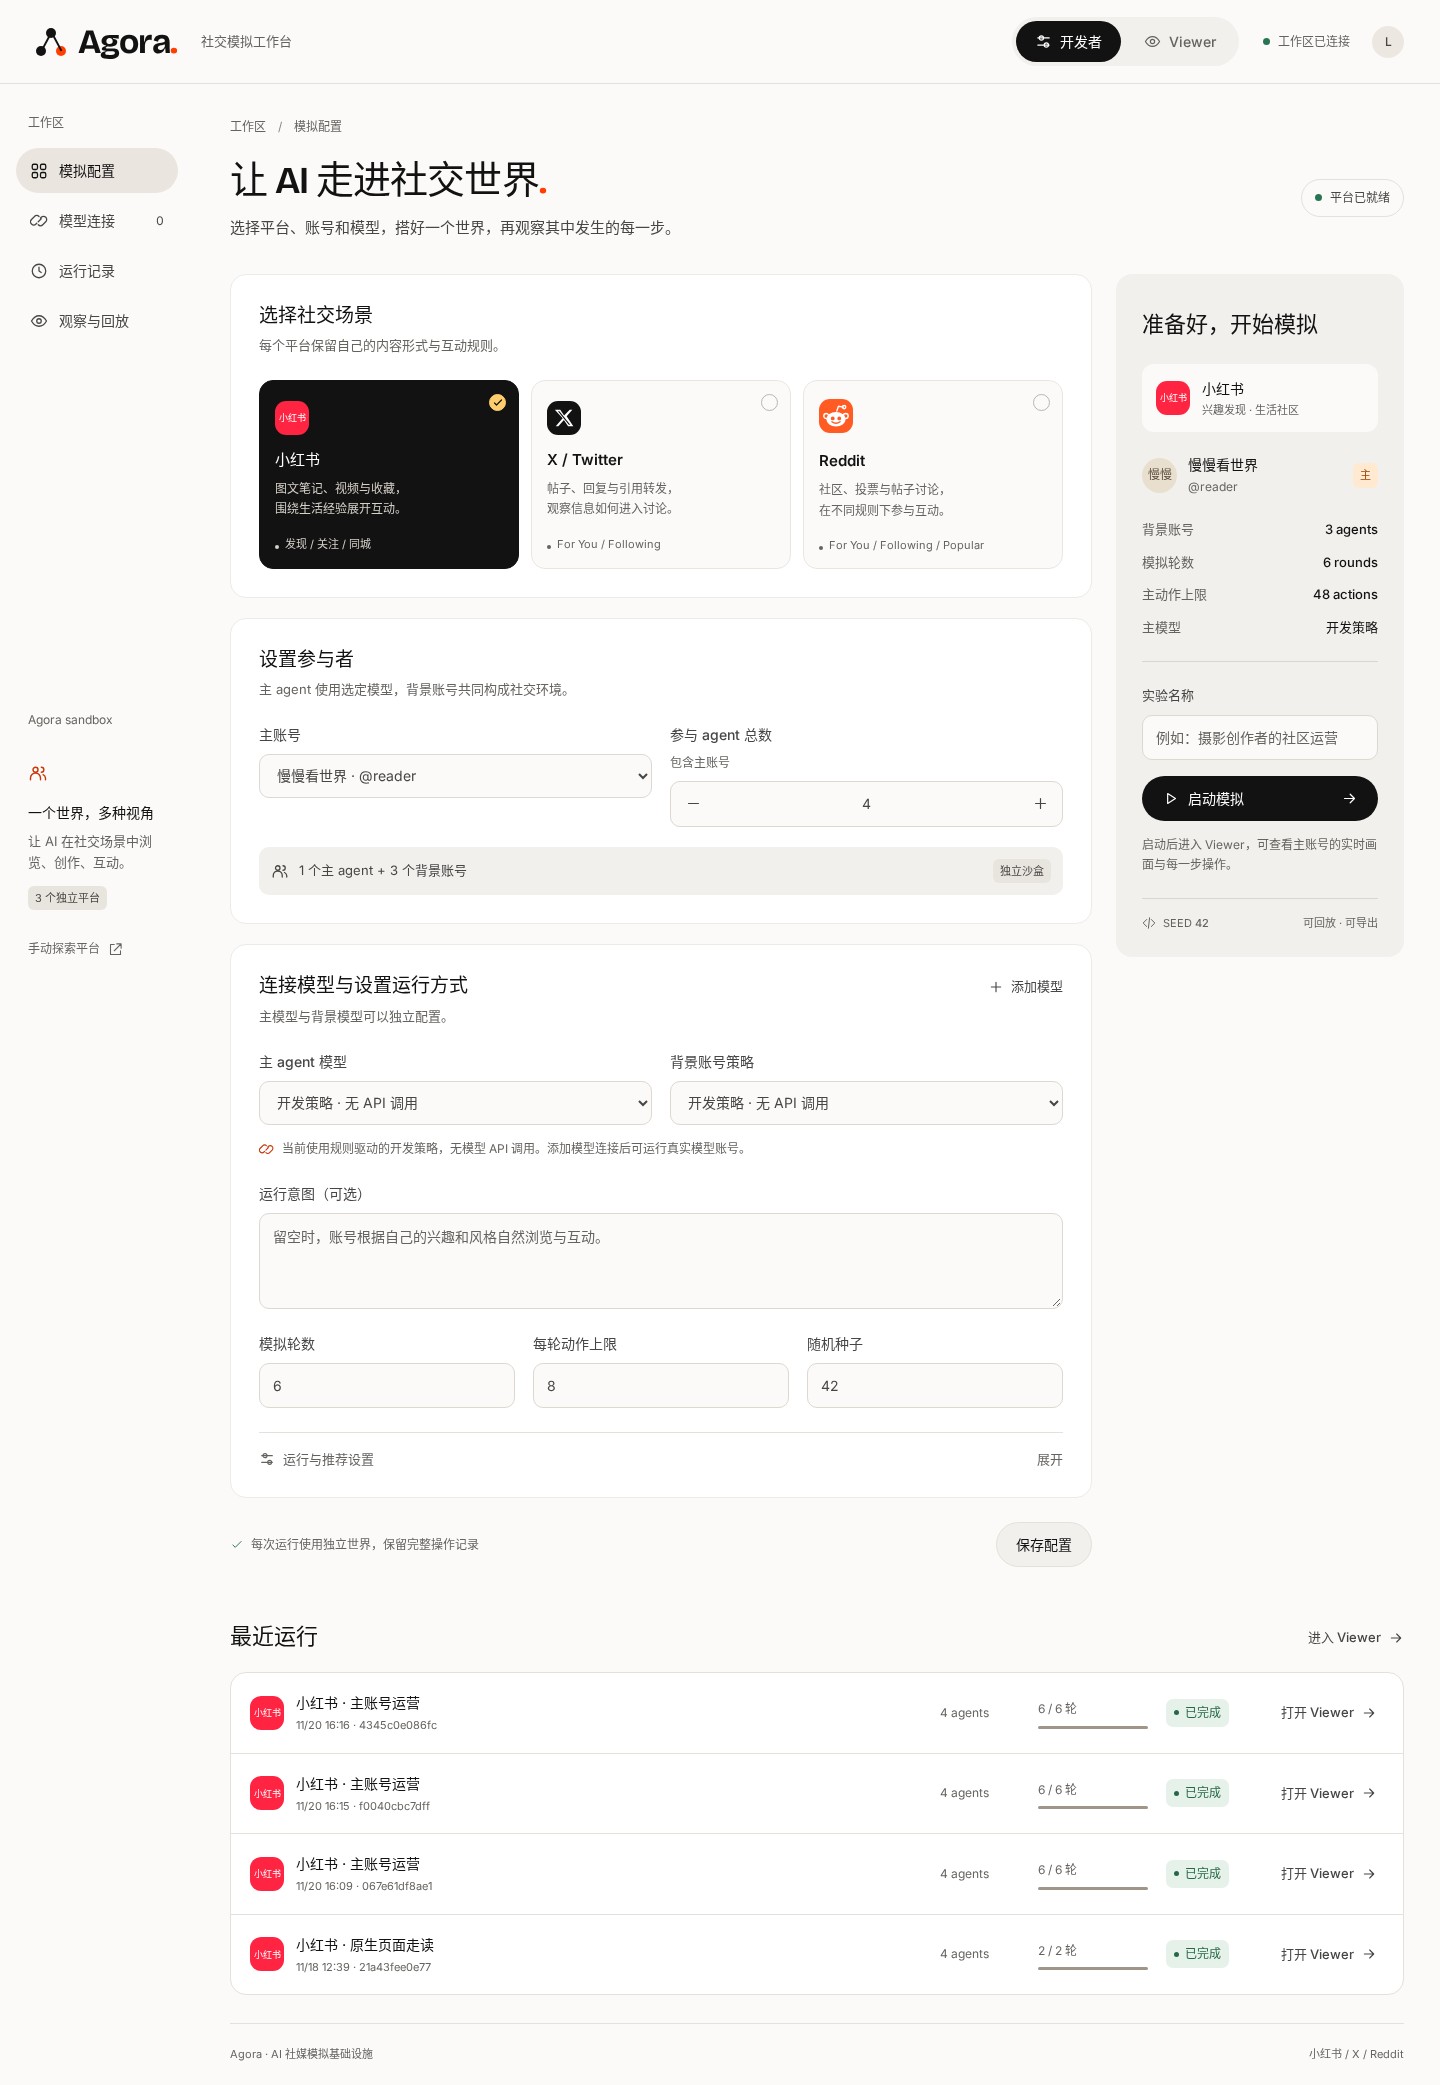 Agora.
社交模拟工作台
开发者
Viewer
工作区已连接
L
工作区
模拟配置
模型连接
0
运行记录
观察与回放
Agora sandbox
一个世界，多种视角
让 AI 在社交场景中浏
览、创作、互动。
3 个独立平台
手动探索平台
工作区 / 模拟配置
让 AI 走进社交世界.
选择平台、账号和模型，搭好一个世界，再观察其中发生的每一步。
平台已就绪
选择社交场景
每个平台保留自己的内容形式与互动规则。
小红书
小红书
图文笔记、视频与收藏，
围绕生活经验展开互动。
发现 / 关注 / 同城
X / Twitter
帖子、回复与引用转发，
观察信息如何进入讨论。
For You / Following
Reddit
社区、投票与帖子讨论，
在不同规则下参与互动。
For You / Following / Popular
设置参与者
主 agent 使用选定模型，背景账号共同构成社交环境。
主账号
慢慢看世界 · @reader
参与 agent 总数
包含主账号
4
1 个主 agent + 3 个背景账号
独立沙盒
连接模型与设置运行方式
添加模型
主模型与背景模型可以独立配置。
主 agent 模型
开发策略 · 无 API 调用
背景账号策略
开发策略 · 无 API 调用
当前使用规则驱动的开发策略，无模型 API 调用。添加模型连接后可运行真实模型账号。
运行意图（可选）
留空时，账号根据自己的兴趣和风格自然浏览与互动。
模拟轮数
6
每轮动作上限
8
随机种子
42
运行与推荐设置
展开
每次运行使用独立世界，保留完整操作记录
保存配置
准备好，开始模拟
小红书
小红书
兴趣发现 · 生活社区
慢慢
慢慢看世界
@reader
主
背景账号 3 agents
模拟轮数 6 rounds
主动作上限 48 actions
主模型 开发策略
实验名称
例如：摄影创作者的社区运营
启动模拟
启动后进入 Viewer，可查看主账号的实时画
面与每一步操作。
SEED 42
可回放 · 可导出
最近运行
进入 Viewer
小红书
小红书 · 主账号运营
11/20 16:16 · 4345c0e086fc
4 agents
6 / 6 轮
已完成
打开 Viewer
小红书
小红书 · 主账号运营
11/20 16:15 · f0040cbc7dff
4 agents
6 / 6 轮
已完成
打开 Viewer
小红书
小红书 · 主账号运营
11/20 16:09 · 067e61df8ae1
4 agents
6 / 6 轮
已完成
打开 Viewer
小红书
小红书 · 原生页面走读
11/18 12:39 · 21a43fee0e77
4 agents
2 / 2 轮
已完成
打开 Viewer
Agora · AI 社媒模拟基础设施
小红书 / X / Reddit